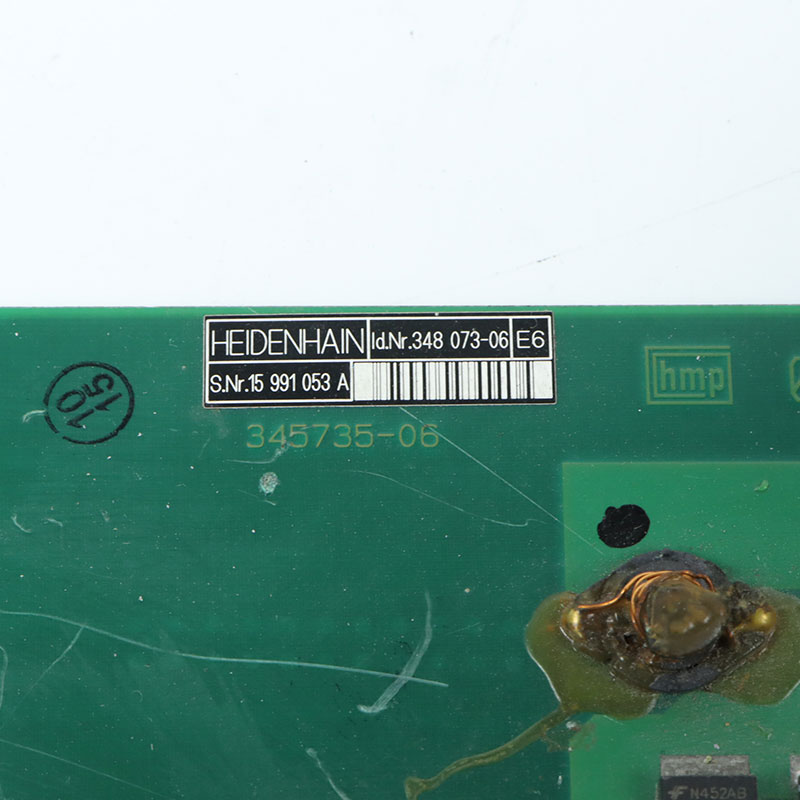 HEIDENHAIN Id.Nr.348 073-06 E6
S.Nr.15 991 053 A
hmp
10
15
345735-06
N452AB